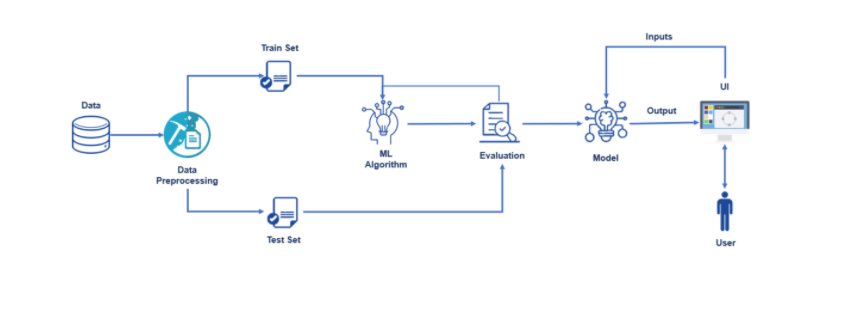 Inputs
Train Set
UI
Data
Output
ML
Algorithm
Evaluation
Model
Data
Preprocessing
Test Set
User